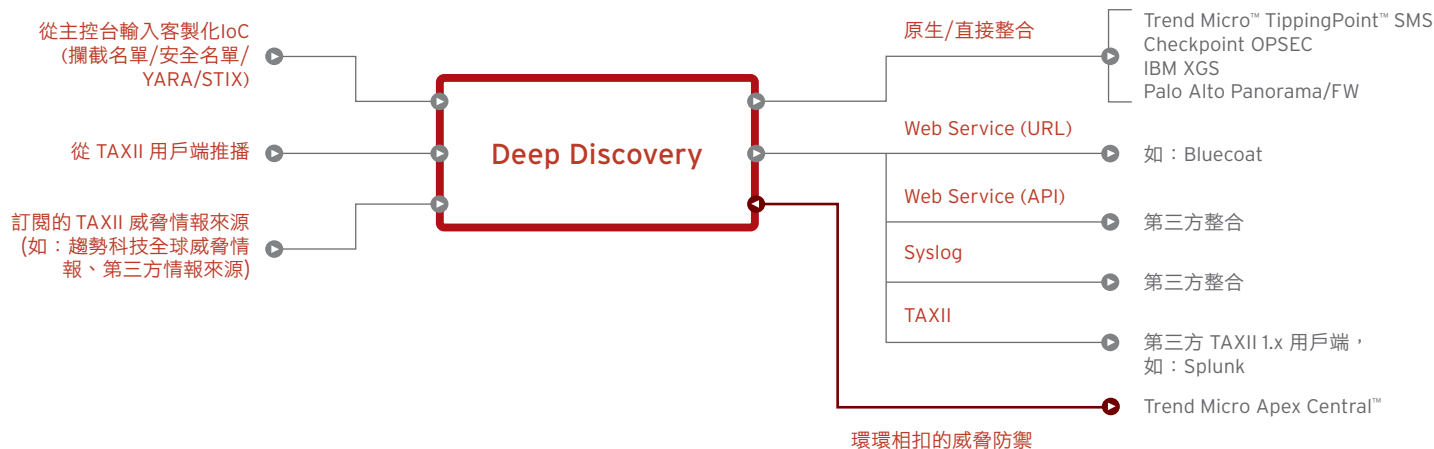 從主控台輸入客製化IoC
(攔截名單/安全名單/
YARA/STIX)
從 TAXII 用戶端推播
訂閱的 TAXII 威脅情報來源
(如：趨勢科技全球威脅情
報、第三方情報來源)
Deep Discovery
原生/直接整合
Trend Micro™ TippingPoint™ SMS
Checkpoint OPSEC
IBM XGS
Palo Alto Panorama/FW
Web Service (URL)
如：Bluecoat
Web Service (API)
第三方整合
Syslog
第三方整合
TAXII
第三方 TAXII 1.x 用戶端，
如：Splunk
Trend Micro Apex Central™
環環相扣的威脅防禦